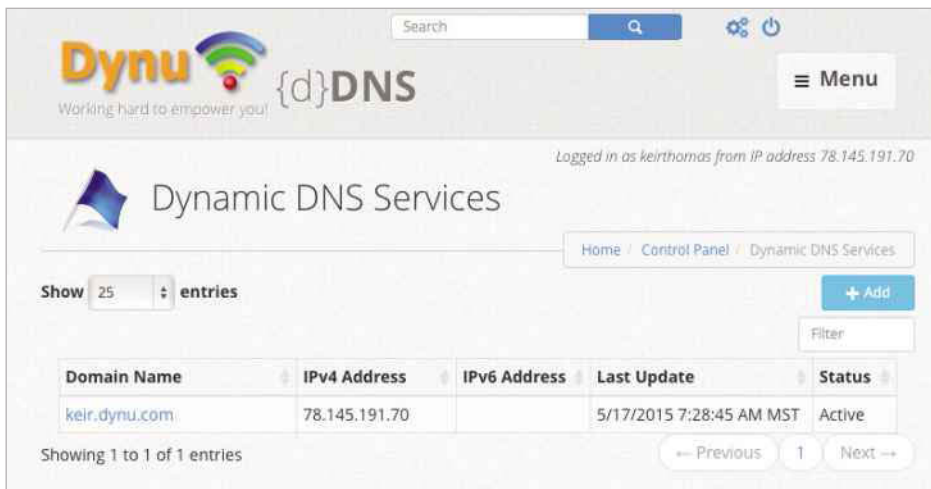 Search
Dynu
Working hard to empower you!
{d}DNS
≡ Menu
Logged in as keirthomas from IP address 78.145.191.70
Dynamic DNS Services
Home / Control Panel / Dynamic DNS Services
Show 25 entries
+ Add
Filter
Domain Name IPv4 Address IPv6 Address Last Update Status
keir.dynu.com 78.145.191.70 5/17/2015 7:28:45 AM MST Active
Showing 1 to 1 of 1 entries
← Previous 1 Next →